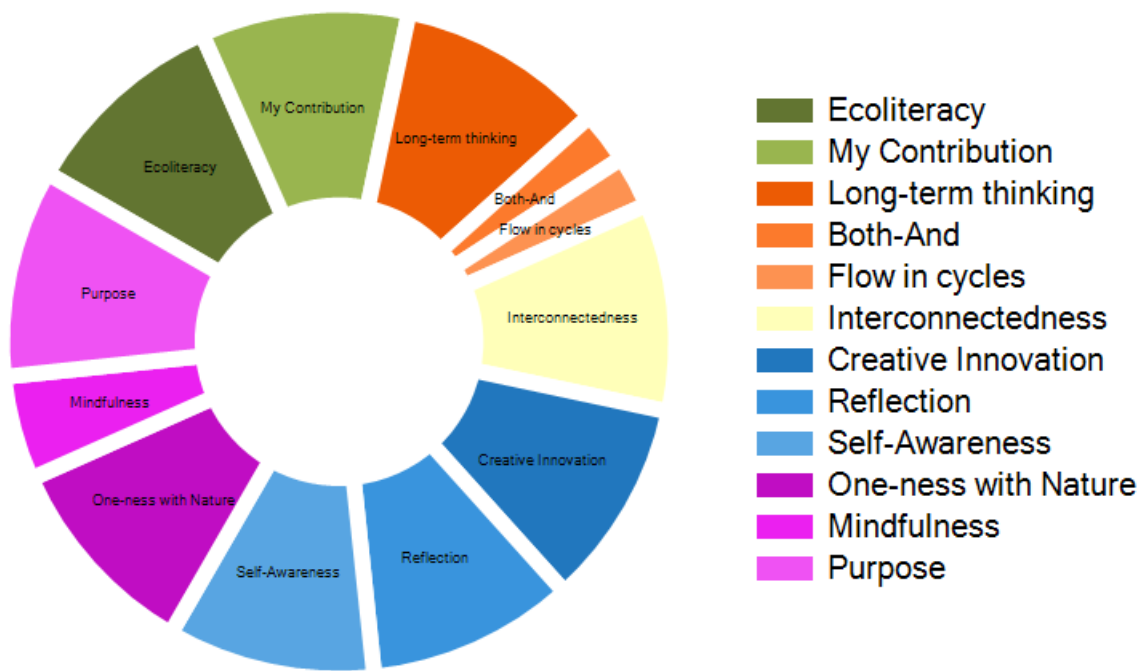 My Contribution
Long-term thinking
Ecoliteracy
Both-And
Flow in cycles
Purpose
Interconnectedness
Mindfulness
Creative Innovation
One-ness with Nature
Reflection
Self-Awareness
Ecoliteracy
My Contribution
Long-term thinking
Both-And
Flow in cycles
Interconnectedness
Creative Innovation
Reflection
Self-Awareness
One-ness with Nature
Mindfulness
Purpose